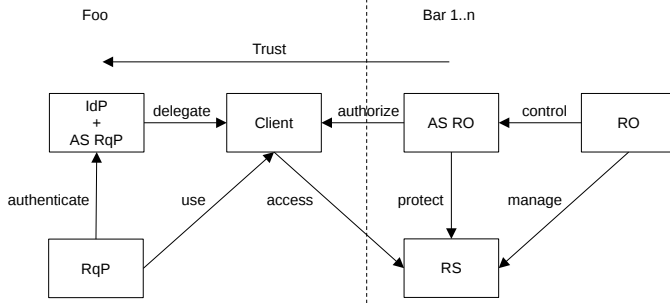 Foo
Bar 1..n
Trust
IdP
+
AS RqP
delegate
Client
authorize
AS RO
control
RO
authenticate
use
access
protect
manage
RqP
RS